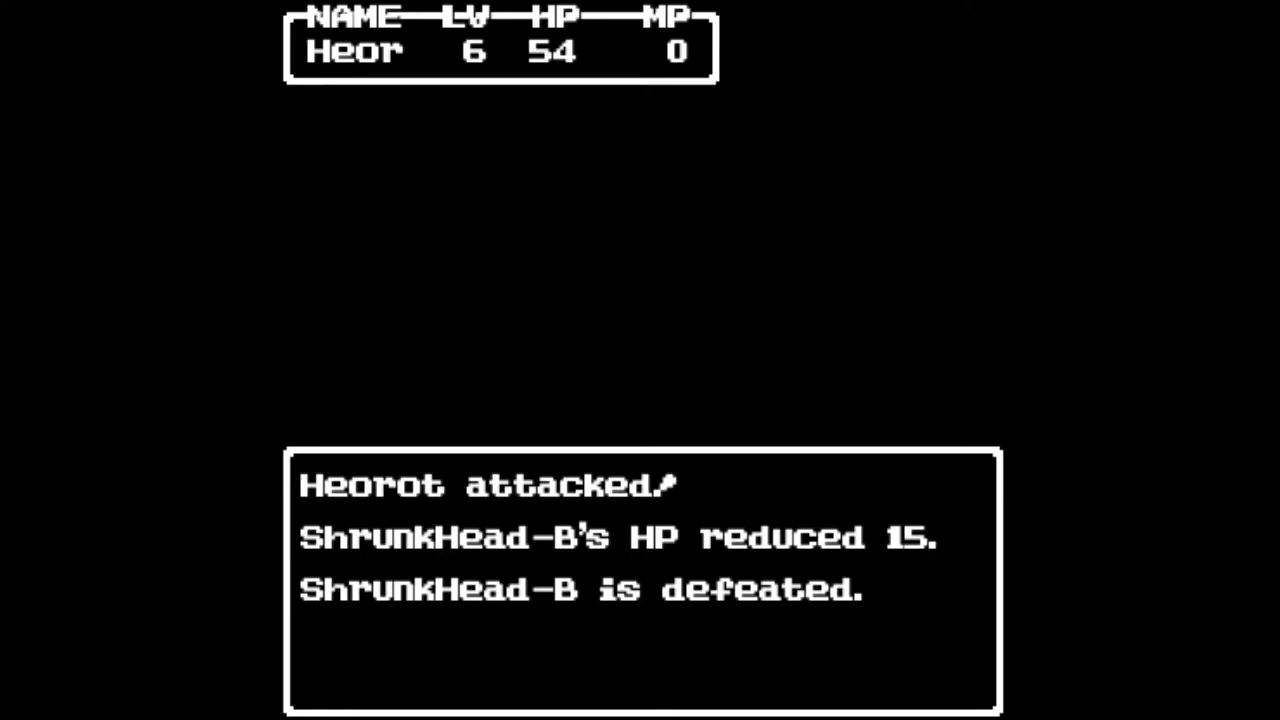 NAME LV HP MP
Heor 6 54 0
Heorot attacked!
ShrunkHead-B's HP reduced 15.
ShrunkHead-B is defeated.